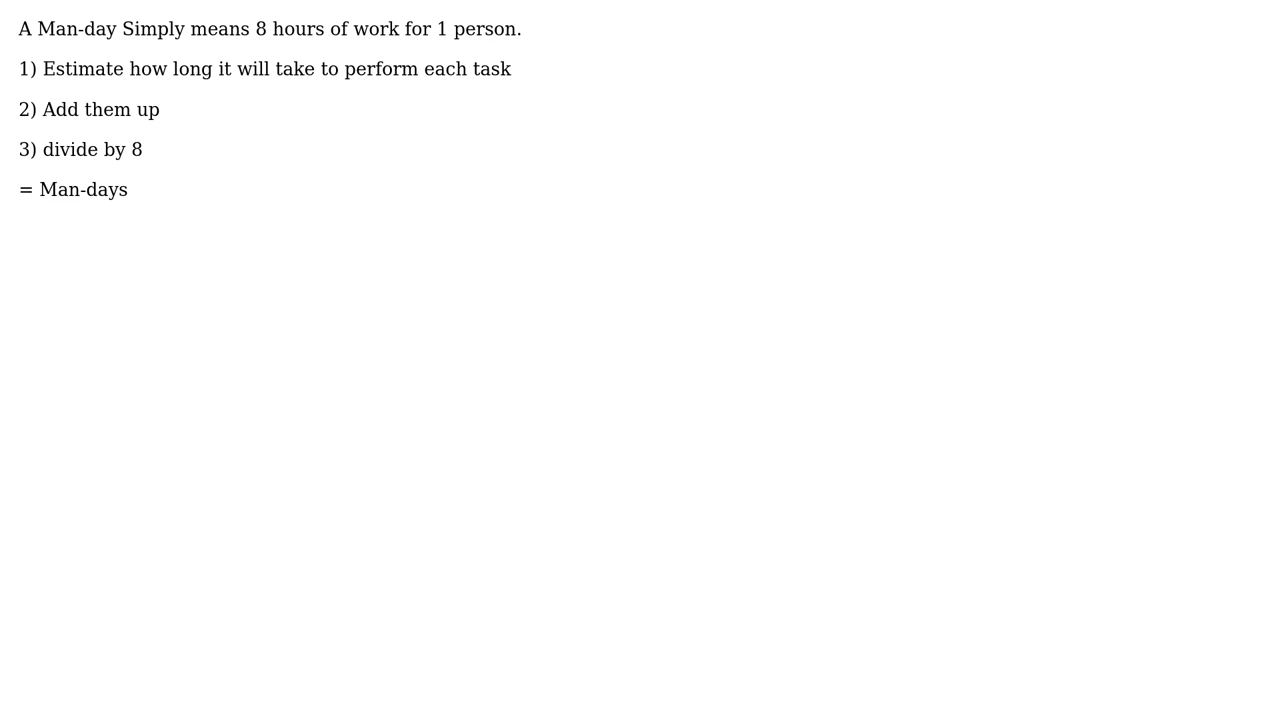 A Man-day Simply means 8 hours of work for 1 person.
1) Estimate how long it will take to perform each task
2) Add them up
3) divide by 8
= Man-days